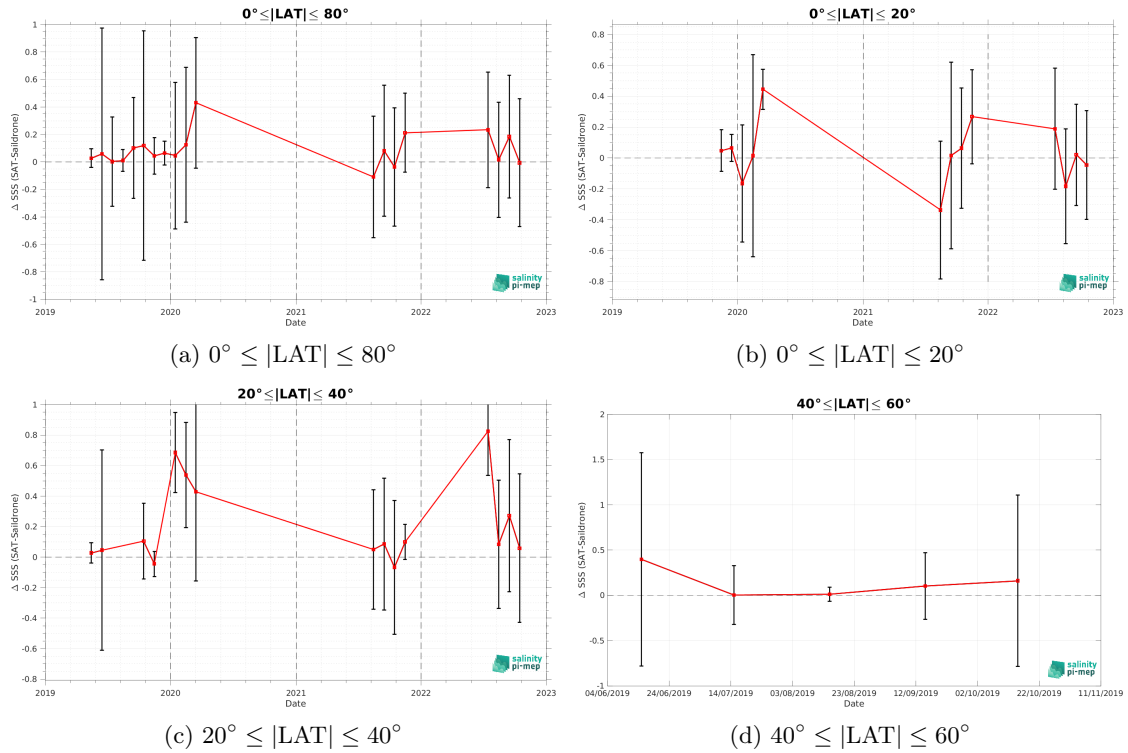 0°≤|LAT|≤ 80°
1
0.8
0.6
0.4
0.2
0
-0.2
-0.4
-0.6
-0.8
-1
Δ SSS (SAT-Saildrone)
2019
2020
2021
2022
2023
Date
salinity
pi-mep
(a) 0° ≤ |LAT| ≤ 80°
0°≤|LAT|≤ 20°
0.8
0.6
0.4
0.2
0
-0.2
-0.4
-0.6
-0.8
Δ SSS (SAT-Saildrone)
2019
2020
2021
2022
2023
Date
salinity
pi-mep
(b) 0° ≤ |LAT| ≤ 20°
20°≤|LAT|≤ 40°
1
0.8
0.6
0.4
0.2
0
-0.2
-0.4
-0.6
-0.8
Δ SSS (SAT-Saildrone)
2019
2020
2021
2022
2023
Date
salinity
pi-mep
(c) 20° ≤ |LAT| ≤ 40°
40°≤|LAT|≤ 60°
2
1.5
1
0.5
0
-0.5
-1
Δ SSS (SAT-Saildrone)
04/06/2019
24/06/2019
14/07/2019
03/08/2019
23/08/2019
12/09/2019
02/10/2019
22/10/2019
11/11/2019
Date
salinity
pi-mep
(d) 40° ≤ |LAT| ≤ 60°